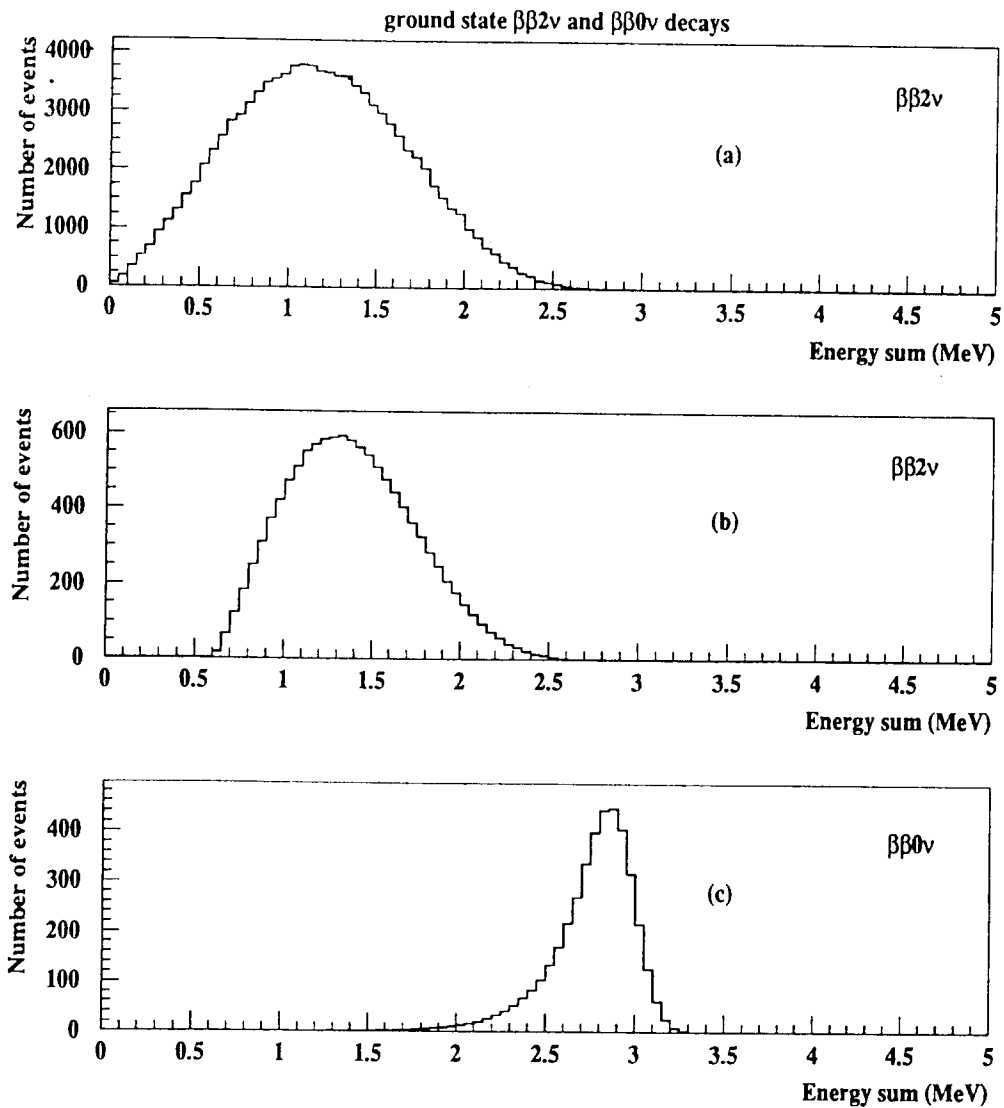 ground state ββ2ν and ββ0ν decays
Number of events
4000
3000
2000
1000
0
ββ2ν
(a)
0 0.5 1 1.5 2 2.5 3 3.5 4 4.5 5
Energy sum (MeV)
Number of events
600
400
200
0
ββ2ν
(b)
0 0.5 1 1.5 2 2.5 3 3.5 4 4.5 5
Energy sum (MeV)
Number of events
400
300
200
100
0
ββ0ν
(c)
0 0.5 1 1.5 2 2.5 3 3.5 4 4.5 5
Energy sum (MeV)